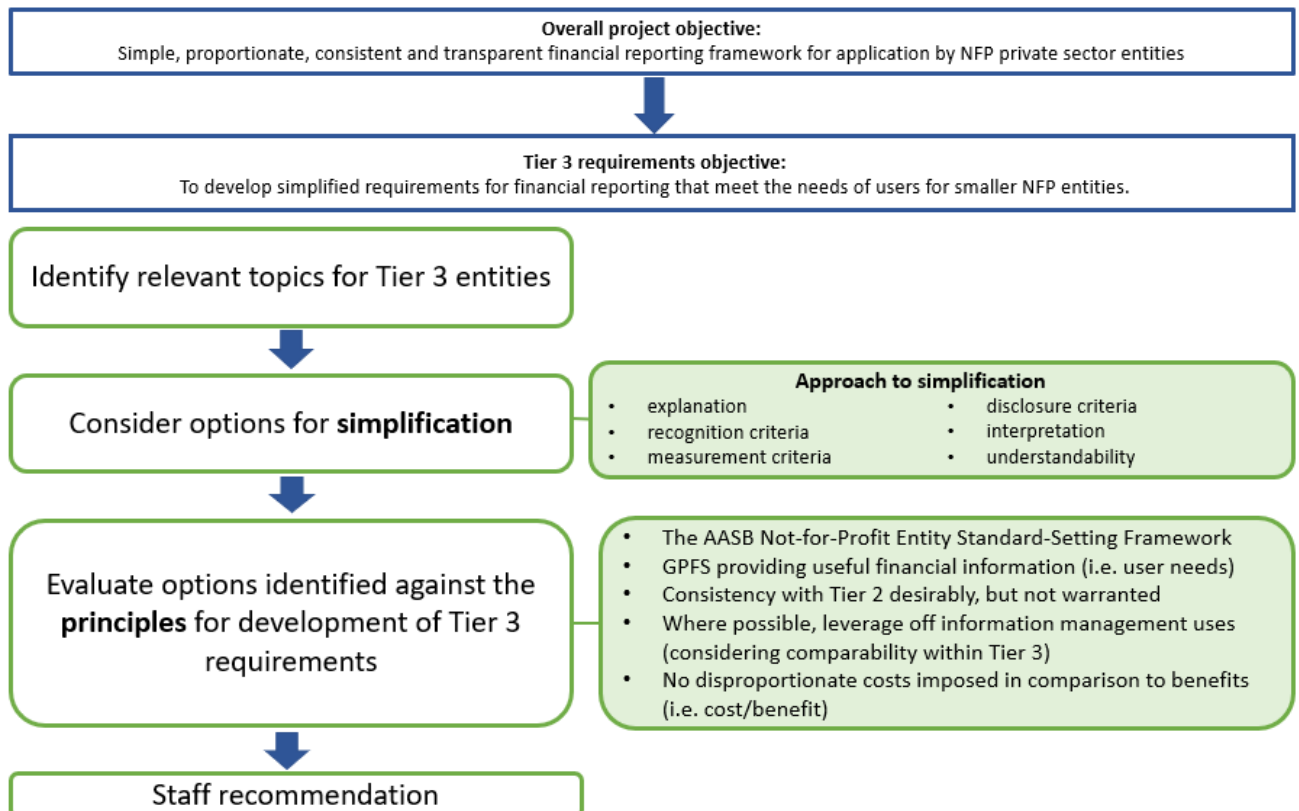 Overall project objective:
Simple, proportionate, consistent and transparent financial reporting framework for application by NFP private sector entities
Tier 3 requirements objective:
To develop simplified requirements for financial reporting that meet the needs of users for smaller NFP entities.
Identify relevant topics for Tier 3 entities
Consider options for simplification
Approach to simplification
• explanation
• recognition criteria
• measurement criteria
• disclosure criteria
• interpretation
• understandability
Evaluate options identified against the
principles for development of Tier 3
requirements
• The AASB Not-for-Profit Entity Standard-Setting Framework
• GPFS providing useful financial information (i.e. user needs)
• Consistency with Tier 2 desirably, but not warranted
• Where possible, leverage off information management uses
(considering comparability within Tier 3)
• No disproportionate costs imposed in comparison to benefits
(i.e. cost/benefit)
Staff recommendation